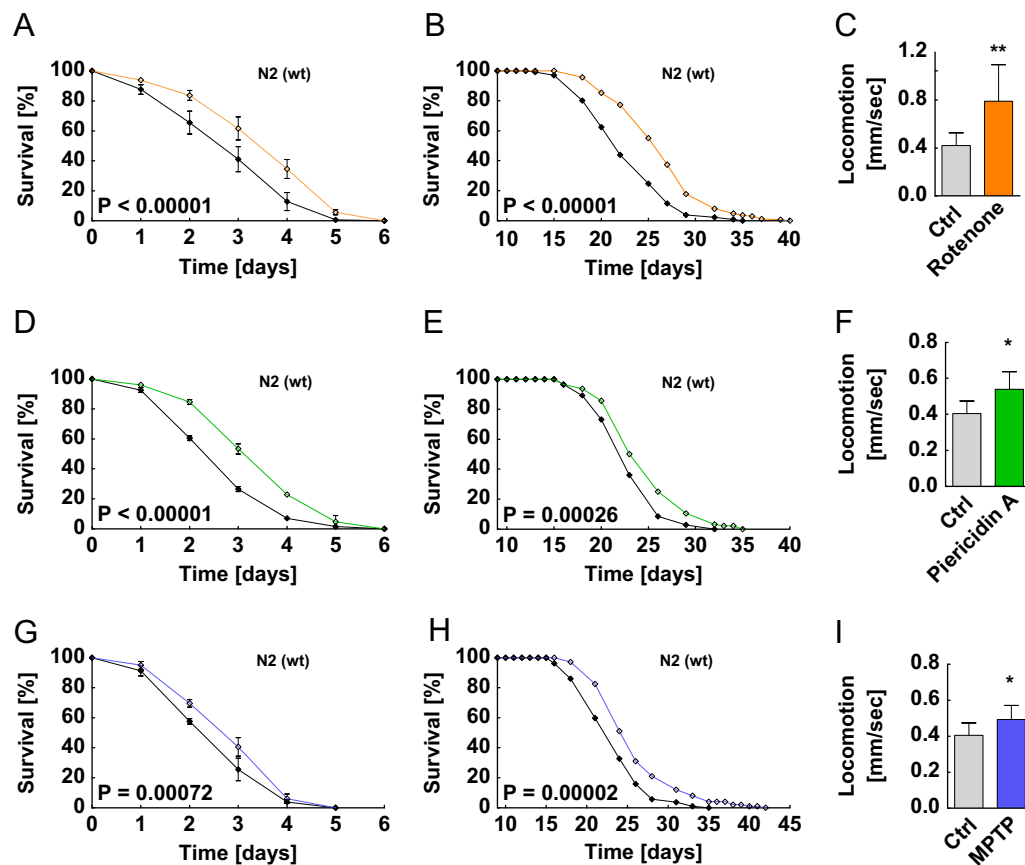 A
B
C
N2 (wt)
N2 (wt)
**
Survival [%]
100
80
60
40
20
0
P < 0.00001
0 1 2 3 4 5 6
Time [days]
Survival [%]
100
80
60
40
20
0
P < 0.00001
10 15 20 25 30 35 40
Time [days]
Locomotion
[mm/sec]
1.2
0.8
0.4
0.0
Ctrl
Rotenone
D
E
F
N2 (wt)
N2 (wt)
*
Survival [%]
100
80
60
40
20
0
P < 0.00001
0 1 2 3 4 5 6
Time [days]
Survival [%]
100
80
60
40
20
0
P = 0.00026
10 15 20 25 30 35 40
Time [days]
Locomotion
[mm/sec]
0.8
0.6
0.4
0.2
0.0
Ctrl
Piericidin A
G
H
I
N2 (wt)
N2 (wt)
*
Survival [%]
100
80
60
40
20
0
P = 0.00072
0 1 2 3 4 5 6
Time [days]
Survival [%]
100
80
60
40
20
0
P = 0.00002
10 15 20 25 30 35 40 45
Time [days]
Locomotion
[mm/sec]
0.8
0.6
0.4
0.2
0.0
Ctrl
MPTP